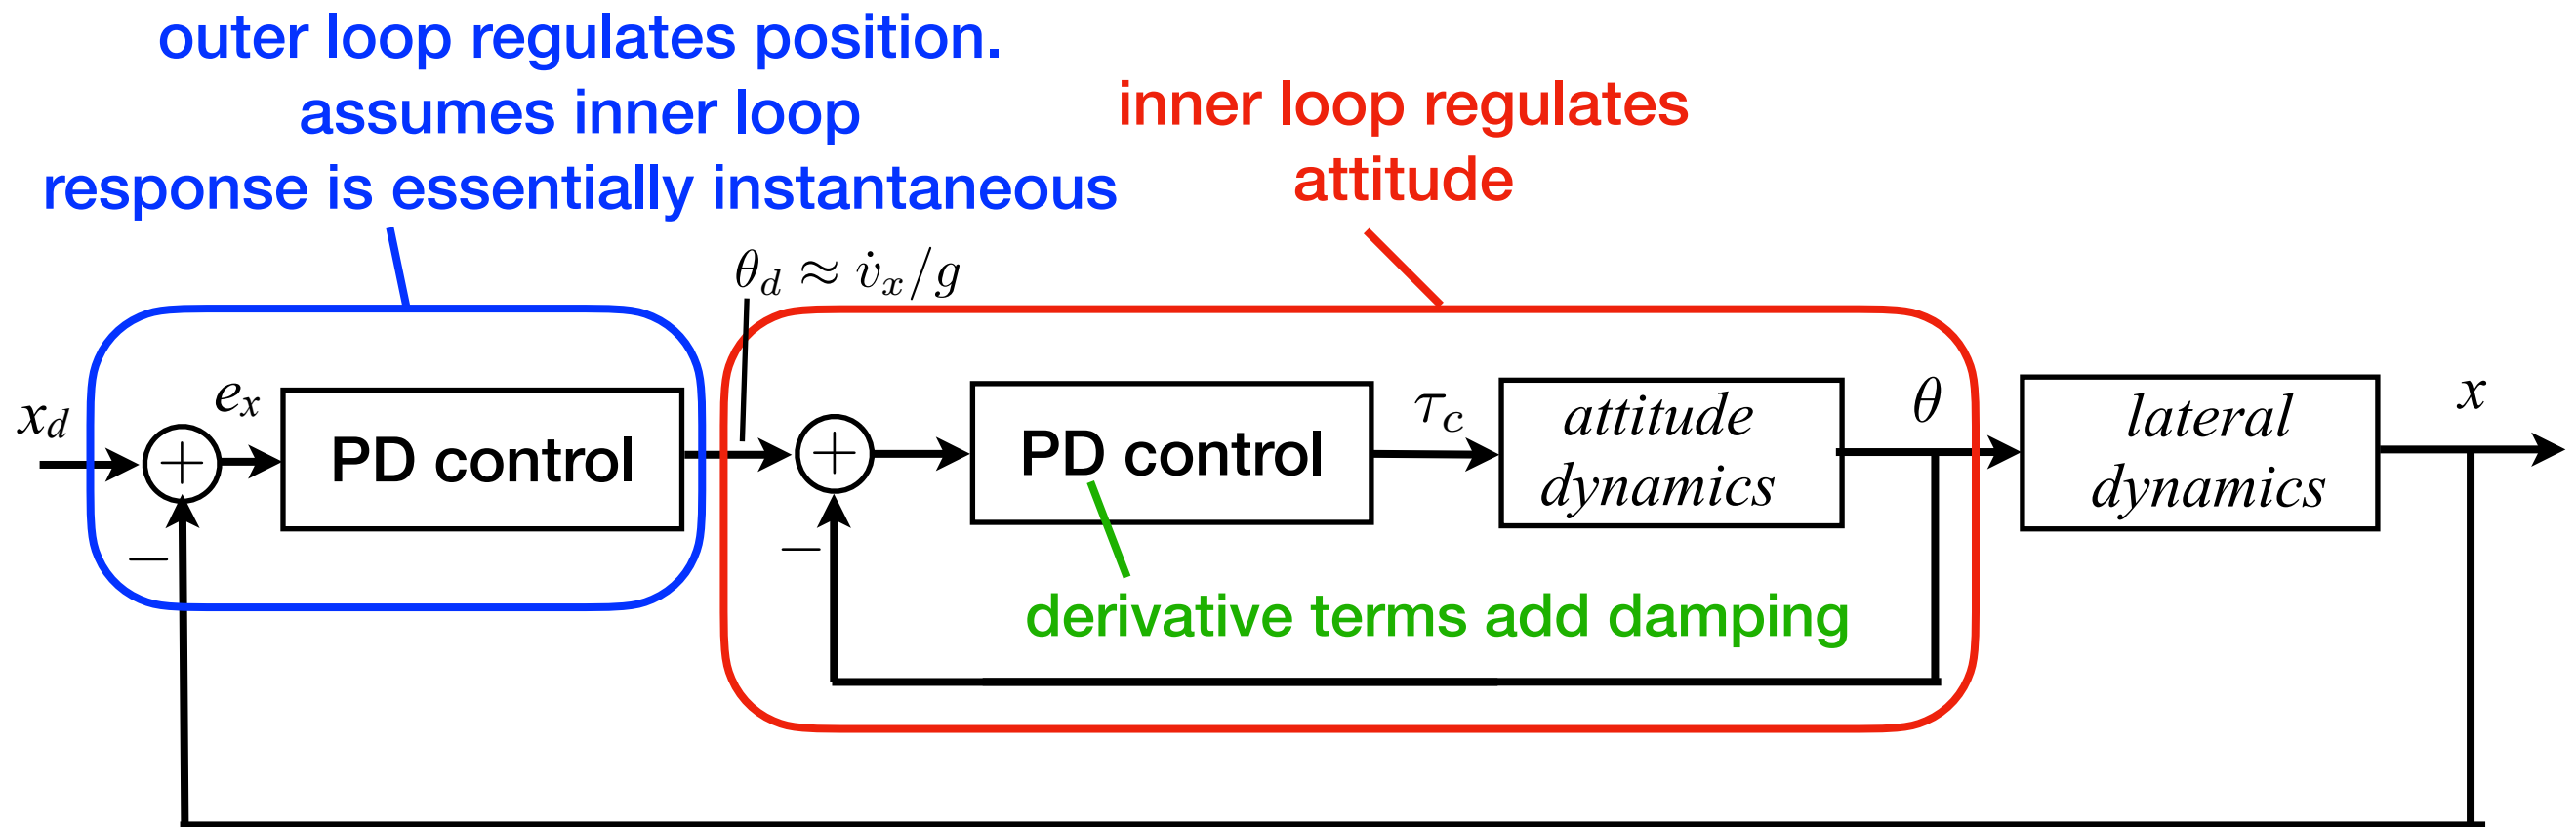 outer loop regulates position.
assumes inner loop
response is essentially instantaneous
inner loop regulates
attitude
θ_d ≈ v̇_x/g
x_d
+
−
e_x
PD control
+
−
PD control
τ_c
attitude
dynamics
θ
lateral
dynamics
x
derivative terms add damping